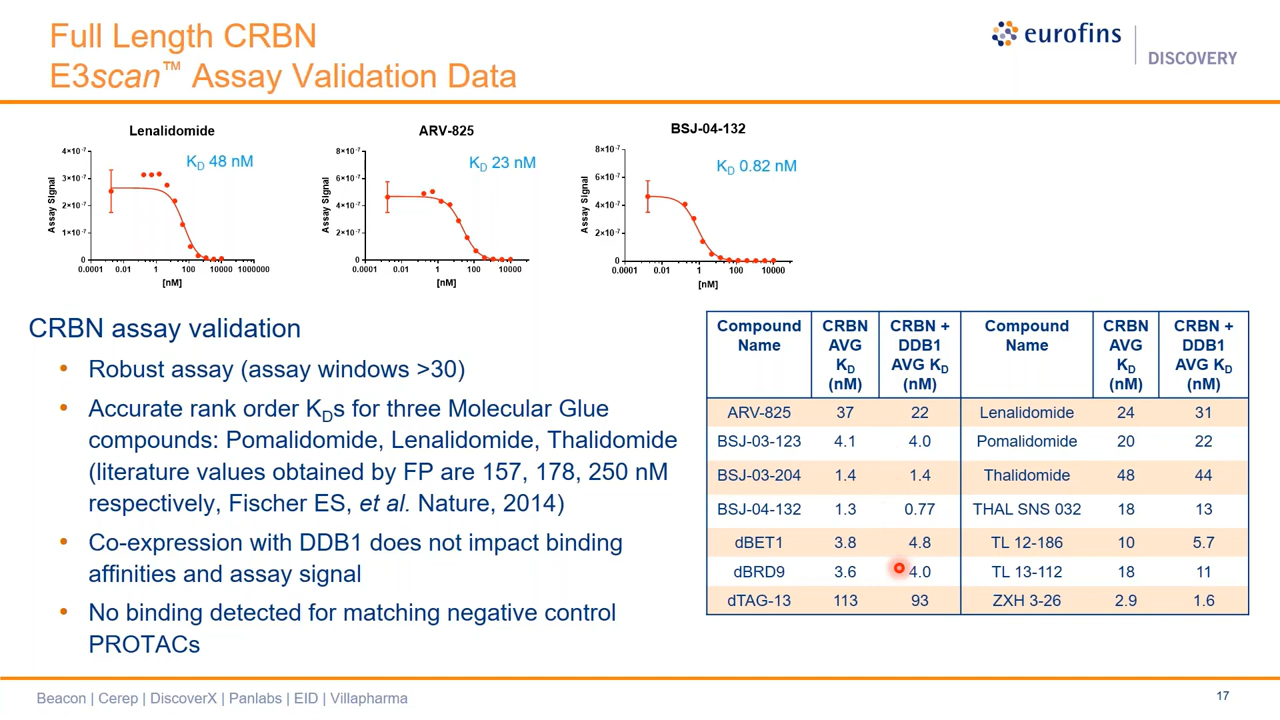 Full Length CRBN
E3scan™ Assay Validation Data
eurofins
DISCOVERY
Lenalidomide
K_D 48 nM
4×10⁻⁷
3×10⁻⁷
2×10⁻⁷
1×10⁻⁷
0
Assay Signal
0.0001 0.01 1 100 10000 1000000
[nM]
ARV-825
K_D 23 nM
8×10⁻⁷
6×10⁻⁷
4×10⁻⁷
2×10⁻⁷
0
Assay Signal
0.0001 0.01 1 100 10000
[nM]
BSJ-04-132
K_D 0.82 nM
8×10⁻⁷
6×10⁻⁷
4×10⁻⁷
2×10⁻⁷
0
Assay Signal
0.0001 0.01 1 100 10000
[nM]
CRBN assay validation
• Robust assay (assay windows >30)
• Accurate rank order K_Ds for three Molecular Glue
compounds: Pomalidomide, Lenalidomide, Thalidomide
(literature values obtained by FP are 157, 178, 250 nM
respectively, Fischer ES, et al. Nature, 2014)
• Co-expression with DDB1 does not impact binding
affinities and assay signal
• No binding detected for matching negative control
PROTACs
Compound CRBN CRBN + Compound CRBN CRBN +
Name AVG DDB1 Name AVG DDB1
K_D AVG K_D K_D AVG K_D
(nM) (nM) (nM) (nM)
ARV-825 37 22 Lenalidomide 24 31
BSJ-03-123 4.1 4.0 Pomalidomide 20 22
BSJ-03-204 1.4 1.4 Thalidomide 48 44
BSJ-04-132 1.3 0.77 THAL SNS 032 18 13
dBET1 3.8 4.8 TL 12-186 10 5.7
dBRD9 3.6 4.0 TL 13-112 18 11
dTAG-13 113 93 ZXH 3-26 2.9 1.6
Beacon | Cerep | DiscoverX | Panlabs | EID | Villapharma
17